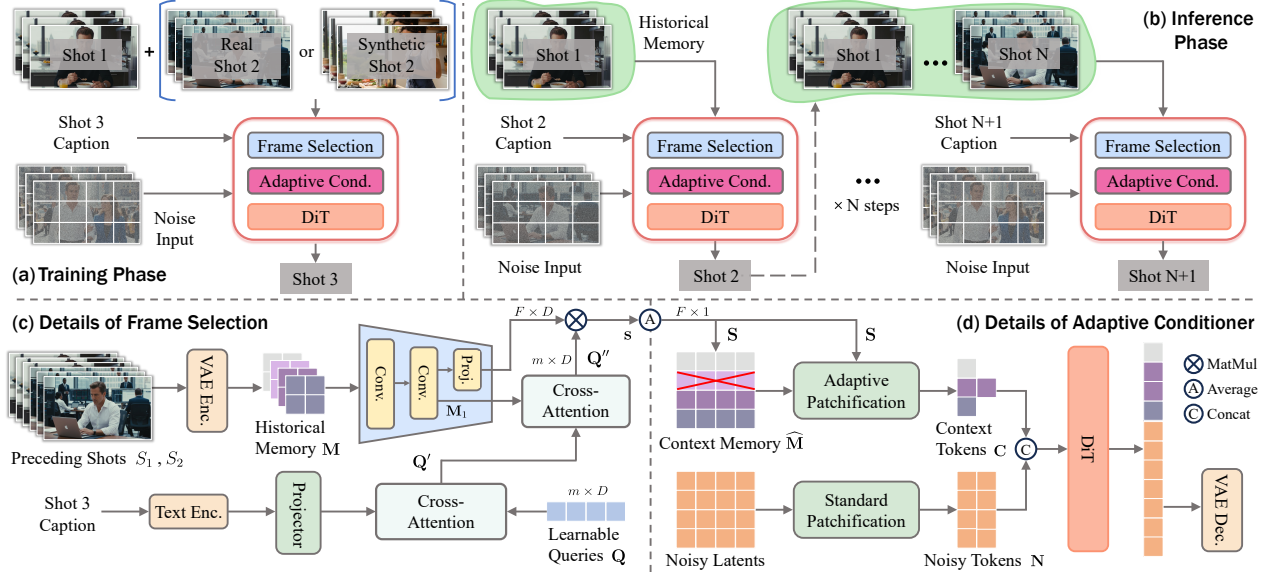 Shot 1
+
Real
Shot 2
or
Synthetic
Shot 2
Shot 3
Caption
Noise
Input
Frame Selection
Adaptive Cond.
DiT
Shot 3
(a) Training Phase
Shot 1
Historical
Memory
Shot 2
Caption
Noise Input
Frame Selection
Adaptive Cond.
DiT
Shot 2
Shot 1
...
Shot N
(b) Inference
Phase
...
× N steps
Shot N+1
Caption
Noise Input
Frame Selection
Adaptive Cond.
DiT
Shot N+1
(c) Details of Frame Selection
Preceding Shots S₁ , S₂
VAE Enc.
Historical
Memory M
Conv.
Conv.
Proj.
M₁
F × D
m × D
Q′′
s
A
F × 1
Cross-
Attention
Q′
Shot 3
Caption
Text Enc.
Projector
Cross-
Attention
m × D
Learnable
Queries Q
(d) Details of Adaptive Conditioner
S
S
Context Memory M̂
Adaptive
Patchification
Context
Tokens C
C
Noisy Latents
Standard
Patchification
Noisy Tokens N
DiT
VAE Dec.
MatMul
A Average
C Concat